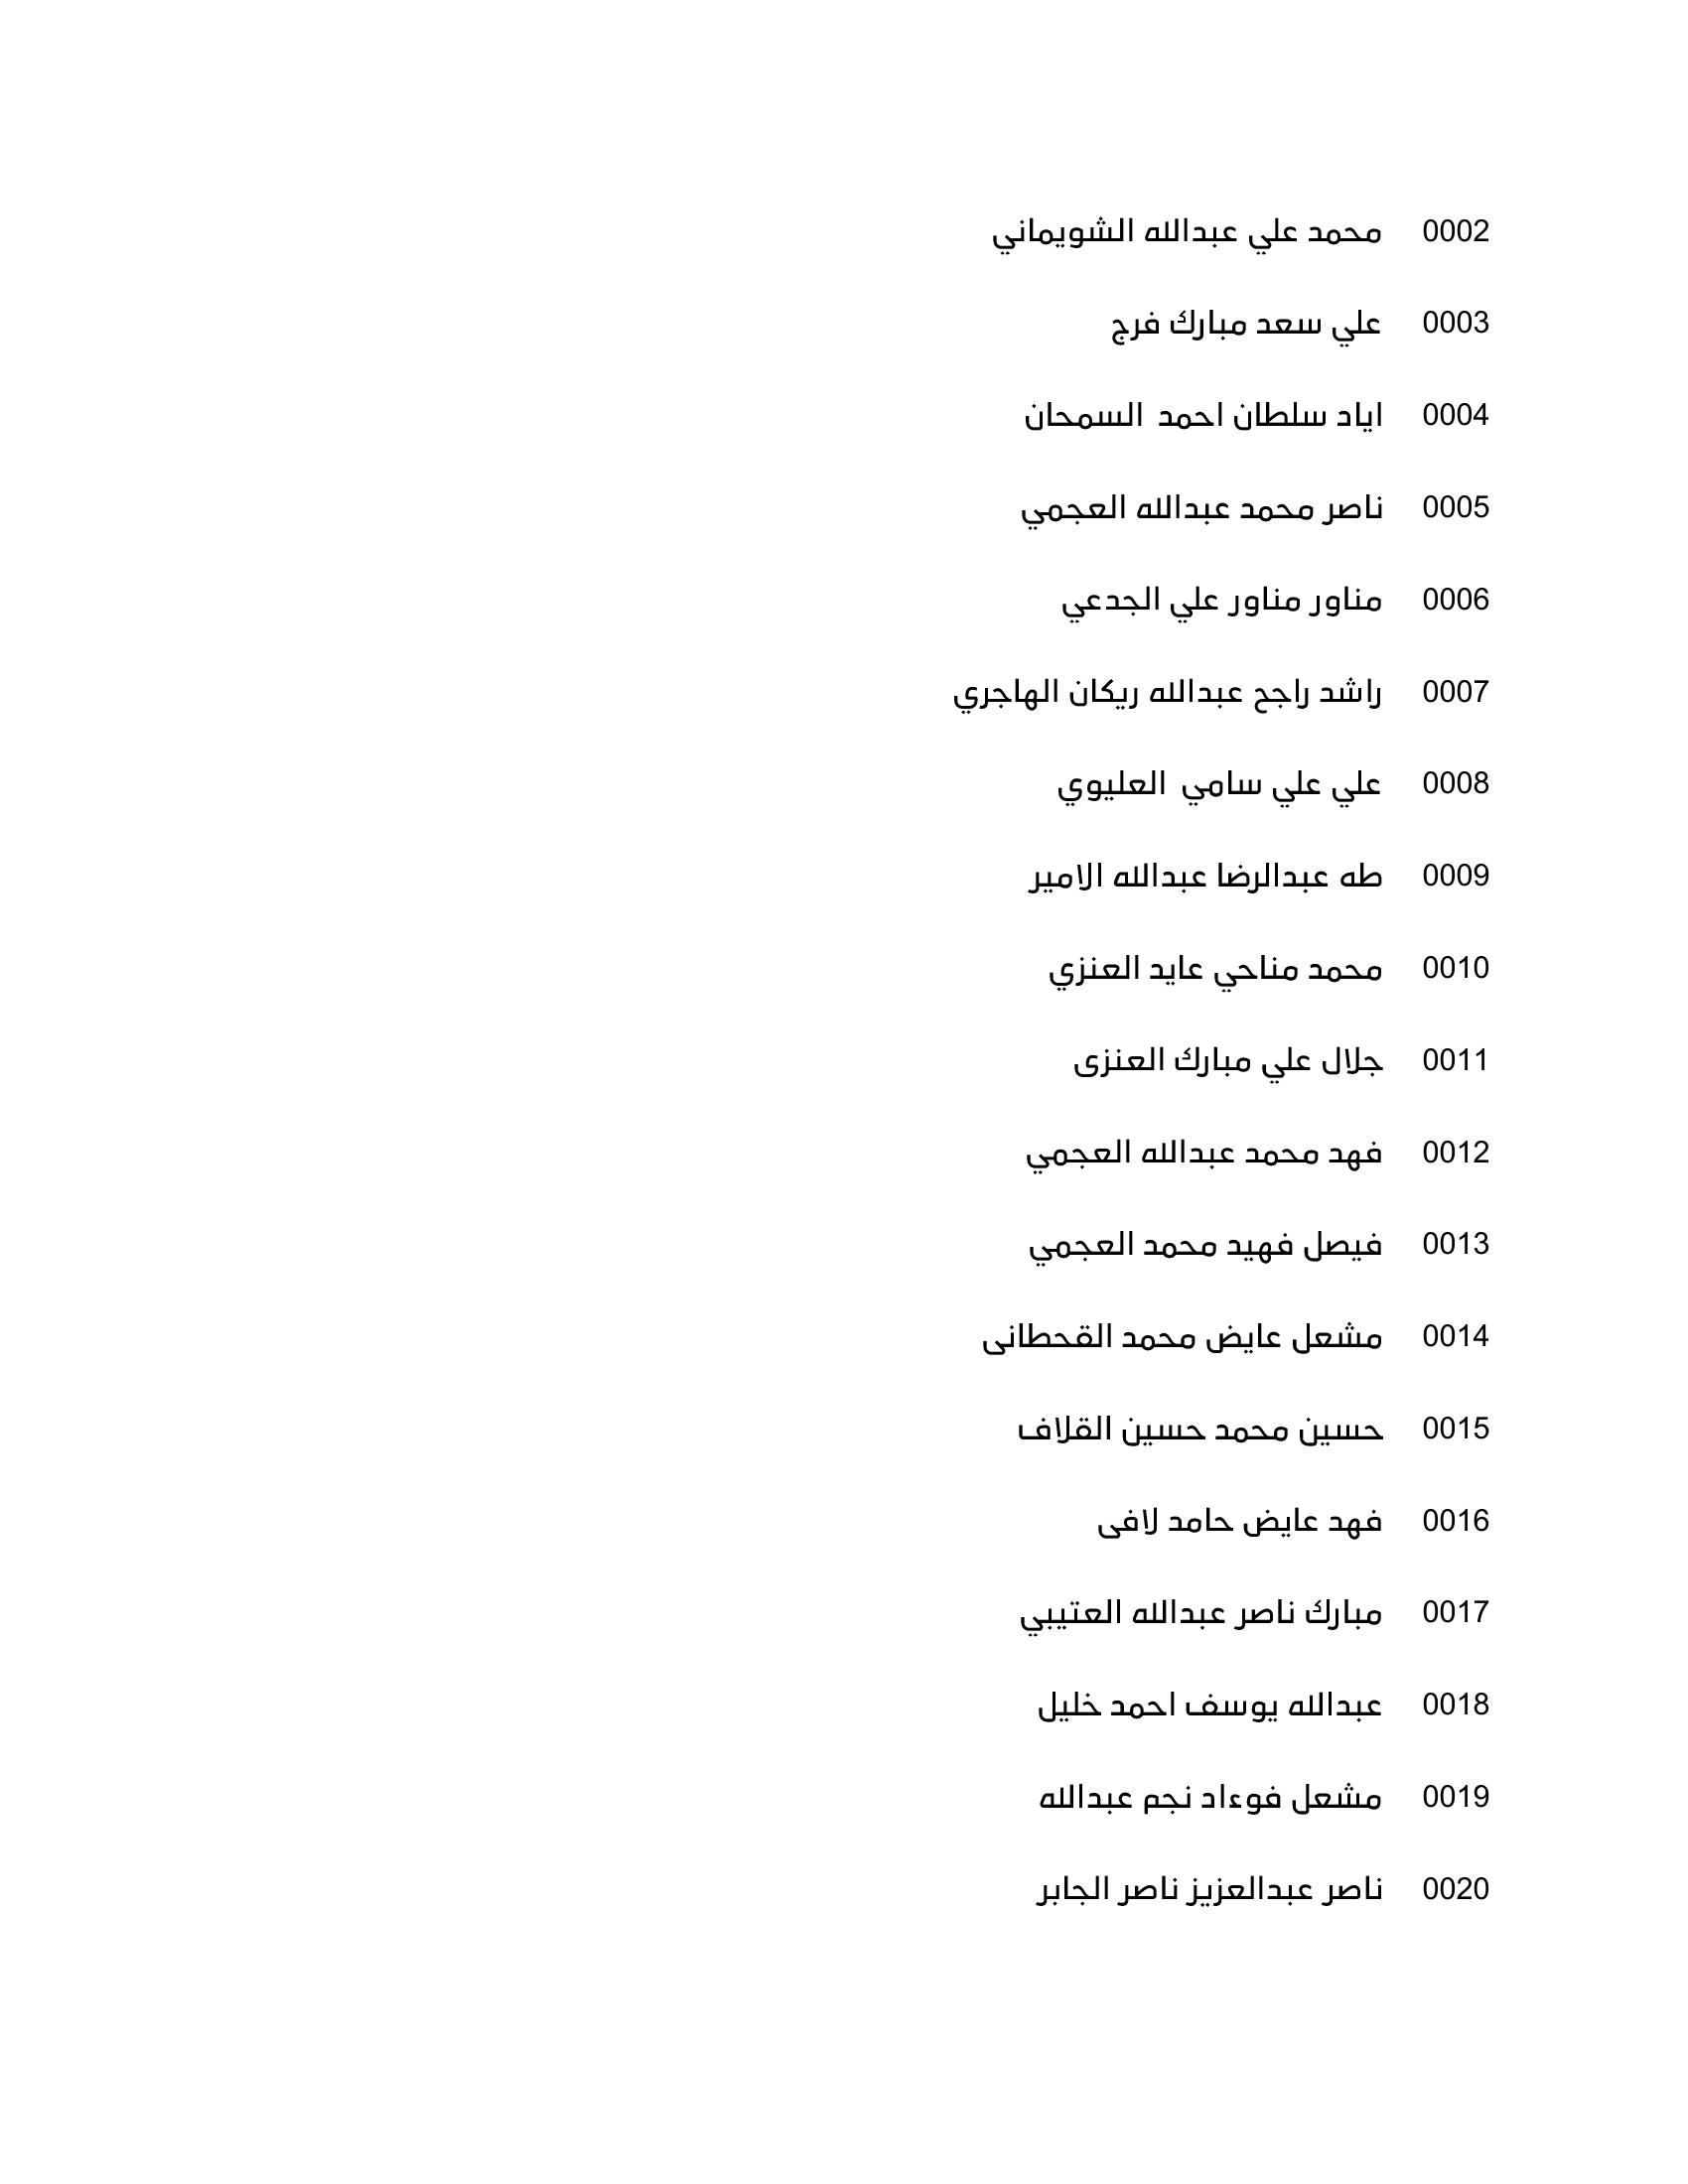 0002 محمد علي عبدالله الشويماني
0003 علي سعد مبارك فرج
0004 اياد سلطان احمد السمحان
0005 ناصر محمد عبدالله العجمي
0006 مناور مناور علي الجدعي
0007 راشد راجح عبدالله ريكان الهاجري
0008 علي علي سامي العليوي
0009 طه عبدالرضا عبدالله الامير
0010 محمد مناحي عايد العنزي
0011 جلال علي مبارك العنزى
0012 فهد محمد عبدالله العجمي
0013 فيصل فهيد محمد العجمي
0014 مشعل عايض محمد القحطانى
0015 حسين محمد حسين القلاف
0016 فهد عايض حامد لافى
0017 مبارك ناصر عبدالله العتيبي
0018 عبدالله يوسف احمد خليل
0019 مشعل فوءاد نجم عبدالله
0020 ناصر عبدالعزيز ناصر الجابر